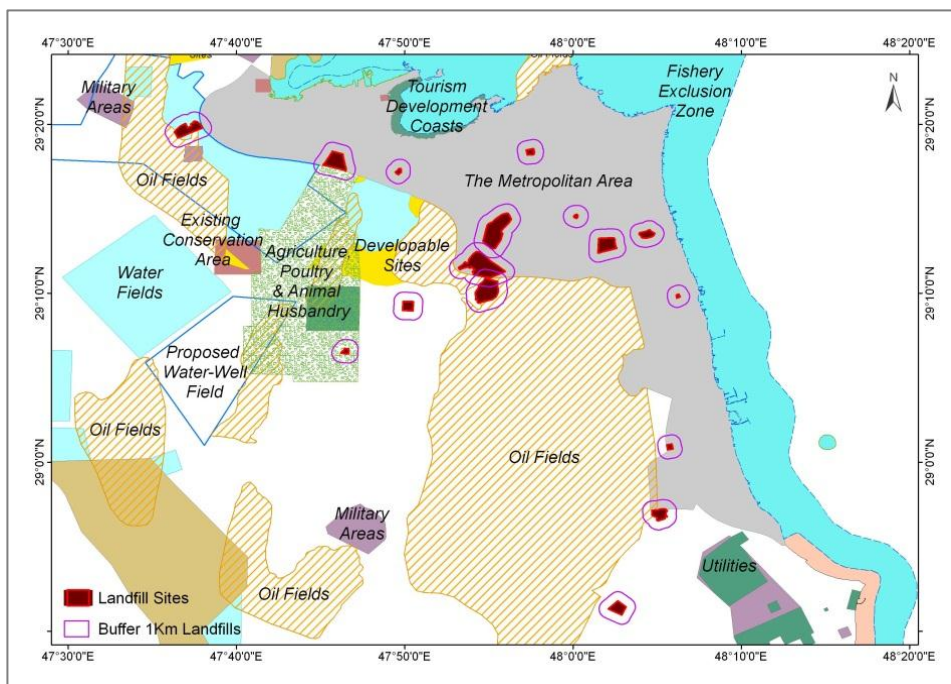 47°30'0"E 47°40'0"E 47°50'0"E 48°0'0"E 48°10'0"E 48°20'0"E
Sites
Oil Fields
Military
Areas
Tourism
Development
Coasts
Fishery
Exclusion
Zone
N
29°20'0"N
29°20'0"N
Oil Fields
The Metropolitan Area
Existing
Conservation
Area
Agriculture,
Poultry
& Animal
Husbandry
Developable
Sites
Water
Fields
29°10'0"N
29°10'0"N
Proposed
Water-Well
Field
Oil Fields
Oil Fields
29°0'0"N
29°0'0"N
Military
Areas
Utilities
Oil Fields
Landfill Sites
Buffer 1Km Landfills
47°30'0"E 47°40'0"E 47°50'0"E 48°0'0"E 48°10'0"E 48°20'0"E